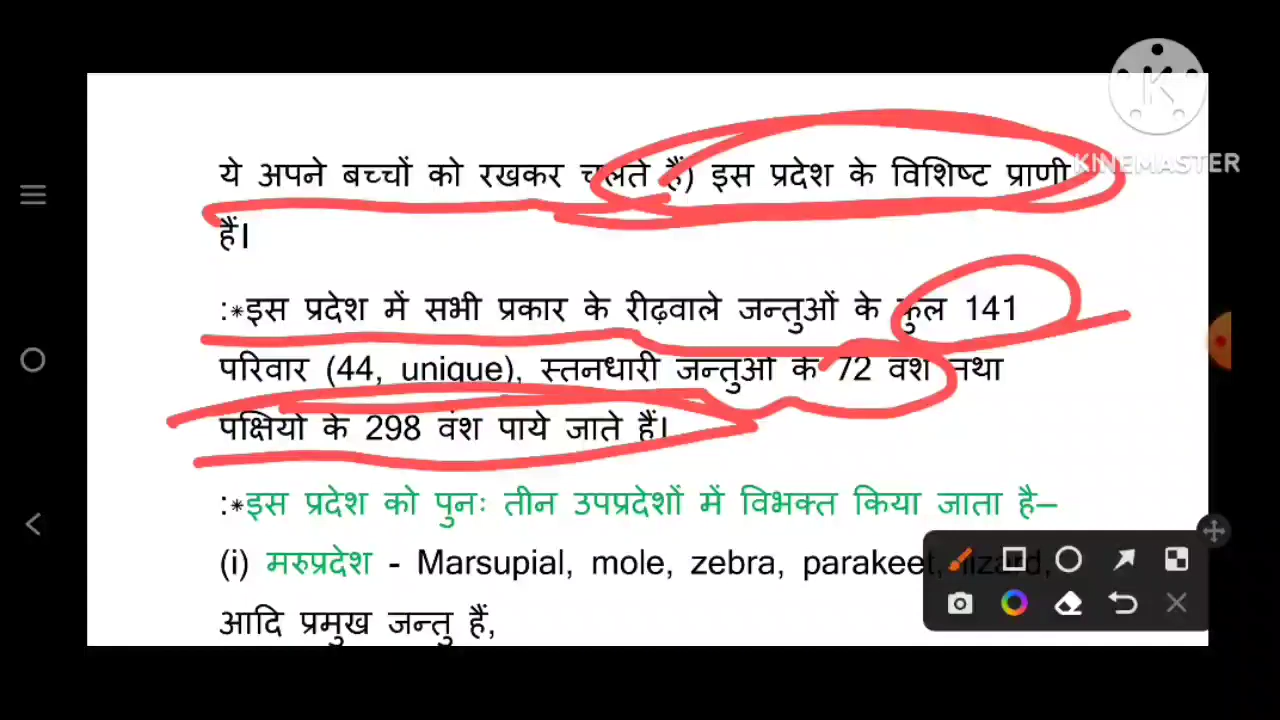 ये अपने बच्चों को रखकर चलते हैं) इस प्रदेश के विशिष्ट प्राणी
KINEMASTER
हैं।
:*इस प्रदेश में सभी प्रकार के रीढ़वाले जन्तुओं के कुल 141
परिवार (44, unique), स्तनधारी जन्तुओं के 72 वंश तथा
पक्षियो के 298 वंश पाये जाते हैं।
:*इस प्रदेश को पुनः तीन उपप्रदेशों में विभक्त किया जाता है–
(i) मरुप्रदेश - Marsupial, mole, zebra, parakeet, lizard,
आदि प्रमुख जन्तु हैं,